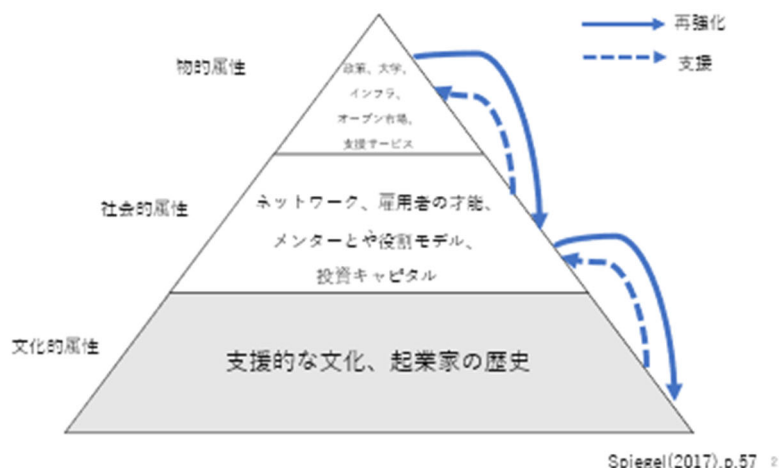 再強化
支援
物的属性
政策、大学、
インフラ、
オープン市場、
支援サービス
社会的属性
ネットワーク、雇用者の才能、
メンターとや役割モデル、
投資キャピタル
文化的属性
支援的な文化、起業家の歴史
Spiegel(2017),p.57 2